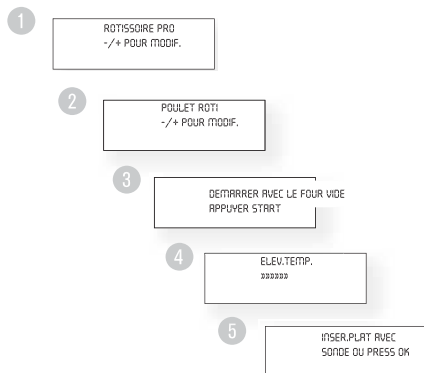 1
ROTISSOIRE PRO
-/+ POUR MODIF.
2
POULET ROTI
-/+ POUR MODIF.
3
DEMARRER AVEC LE FOUR VIDE
APPUYER START
4
ELEV.TEMP.
»»»»»»
5
INSER.PLAT AVEC
SONDE OU PRESS OK